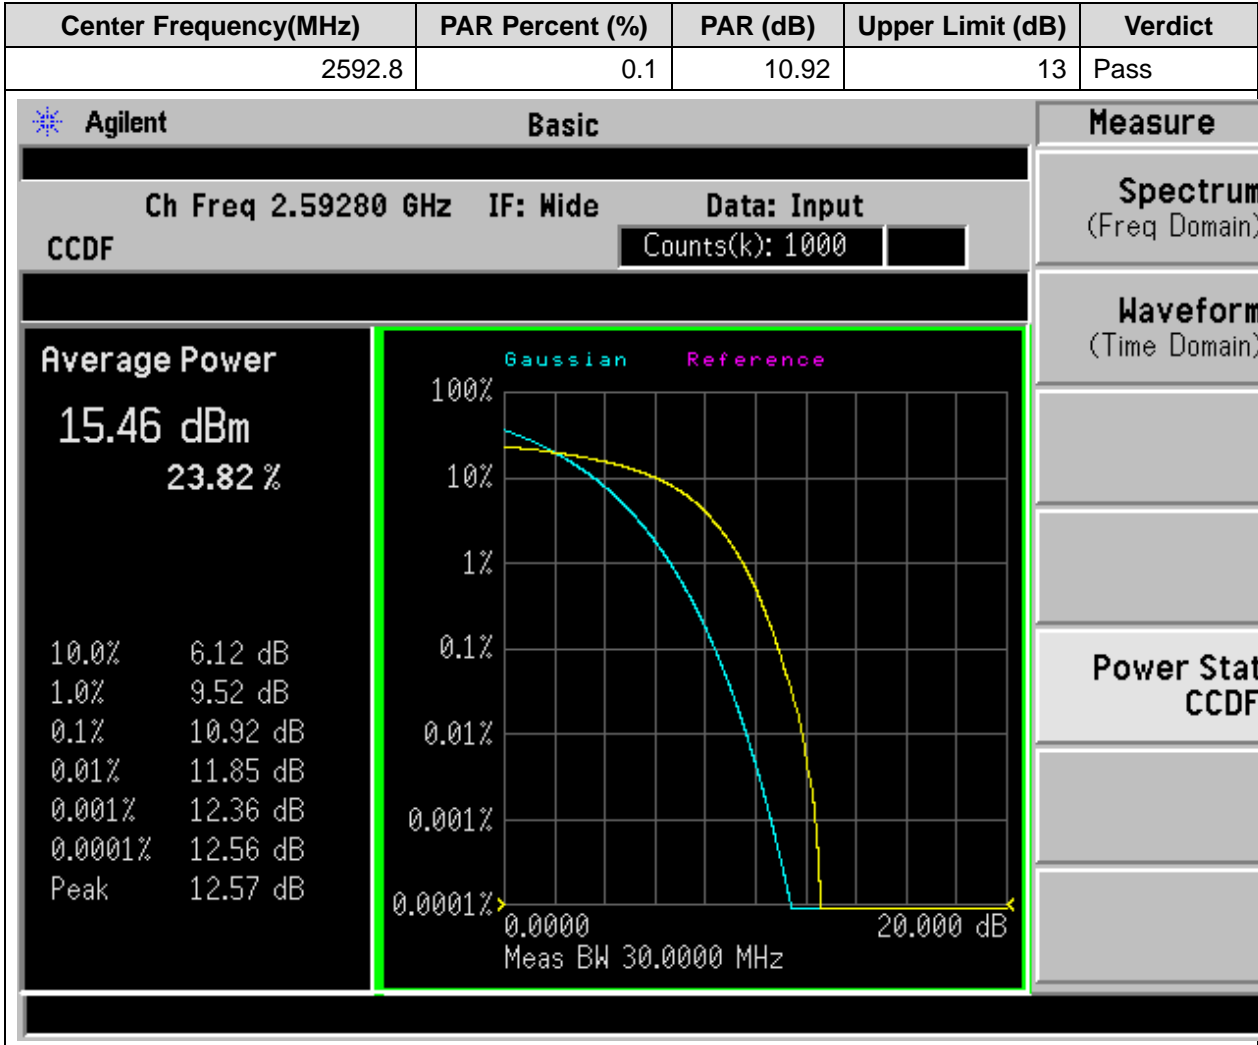 Center Frequency(MHz) PAR Percent (%) PAR (dB) Upper Limit (dB) Verdict
2592.8 0.1 10.92 13 Pass
Agilent Basic Measure
Ch Freq 2.59280 GHz IF: Wide Data: Input
CCDF Counts(k): 1000
Spectrum
(Freq Domain)
Waveform
(Time Domain)
Average Power
15.46 dBm
23.82 %
10.0% 6.12 dB
1.0% 9.52 dB
0.1% 10.92 dB
0.01% 11.85 dB
0.001% 12.36 dB
0.0001% 12.56 dB
Peak 12.57 dB
Gaussian Reference
100%
10%
1%
0.1%
0.01%
0.001%
0.0001%
0.0000 20.000 dB
Meas BW 30.0000 MHz
Power Stat
CCDF